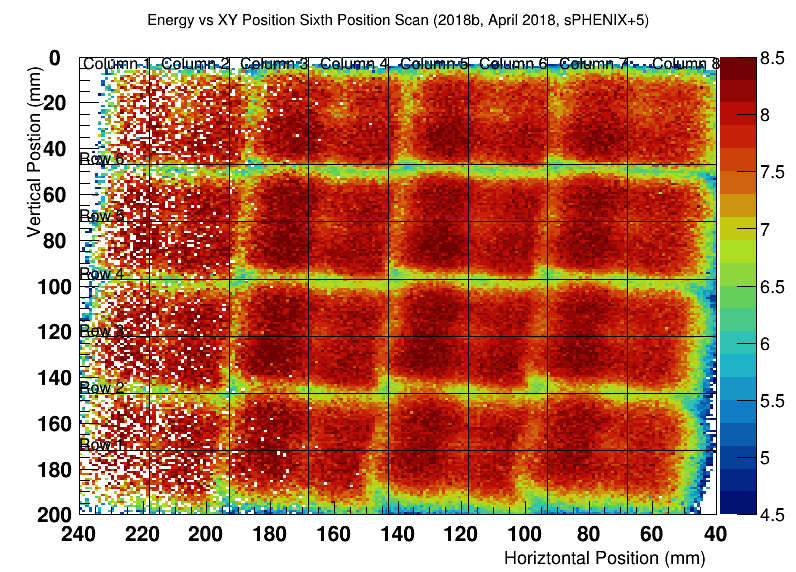 Energy vs XY Position Sixth Position Scan (2018b, April 2018, sPHENIX+5)
Column 1 Column 2 Column 3 Column 4 Column 5 Column 6 Column 7 Column 8
Vertical Postion (mm)
0
20
40
60
80
100
120
140
160
180
200
Row 6
Row 5
Row 4
Row 3
Row 2
Row 1
240 220 200 180 160 140 120 100 80 60 40
Horiztontal Position (mm)
8.5
8
7.5
7
6.5
6
5.5
5
4.5